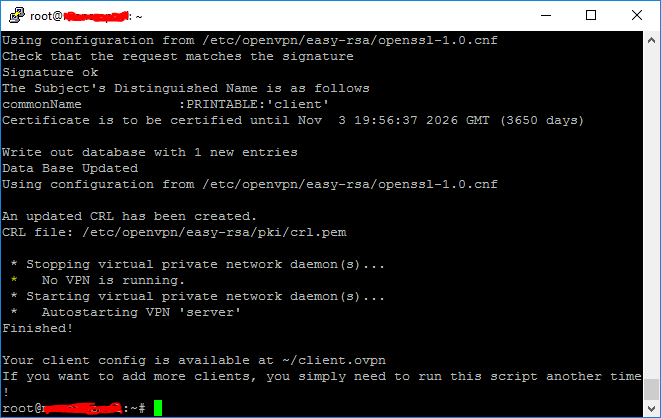 root@: ~
Using configuration from /etc/openvpn/easy-rsa/openssl-1.0.cnf
Check that the request matches the signature
Signature ok
The Subject's Distinguished Name is as follows
commonName            :PRINTABLE:'client'
Certificate is to be certified until Nov  3 19:56:37 2026 GMT (3650 days)

Write out database with 1 new entries
Data Base Updated
Using configuration from /etc/openvpn/easy-rsa/openssl-1.0.cnf

An updated CRL has been created.
CRL file: /etc/openvpn/easy-rsa/pki/crl.pem

 * Stopping virtual private network daemon(s)...
 *   No VPN is running.
 * Starting virtual private network daemon(s)...
 *   Autostarting VPN 'server'
Finished!

Your client config is available at ~/client.ovpn
If you want to add more clients, you simply need to run this script another time
!
root@:~#